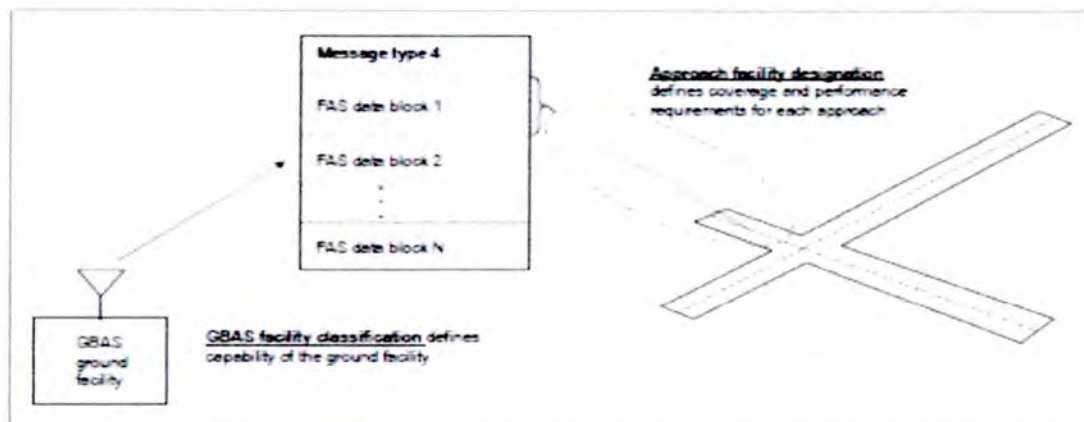 Message type 4
FAS data block 1
FAS data block 2
FAS data block N
Approach facility designation
defines coverage and performance
requirements for each approach
GBAS
ground
facility
GBAS facility classification defines
capability of the ground facility